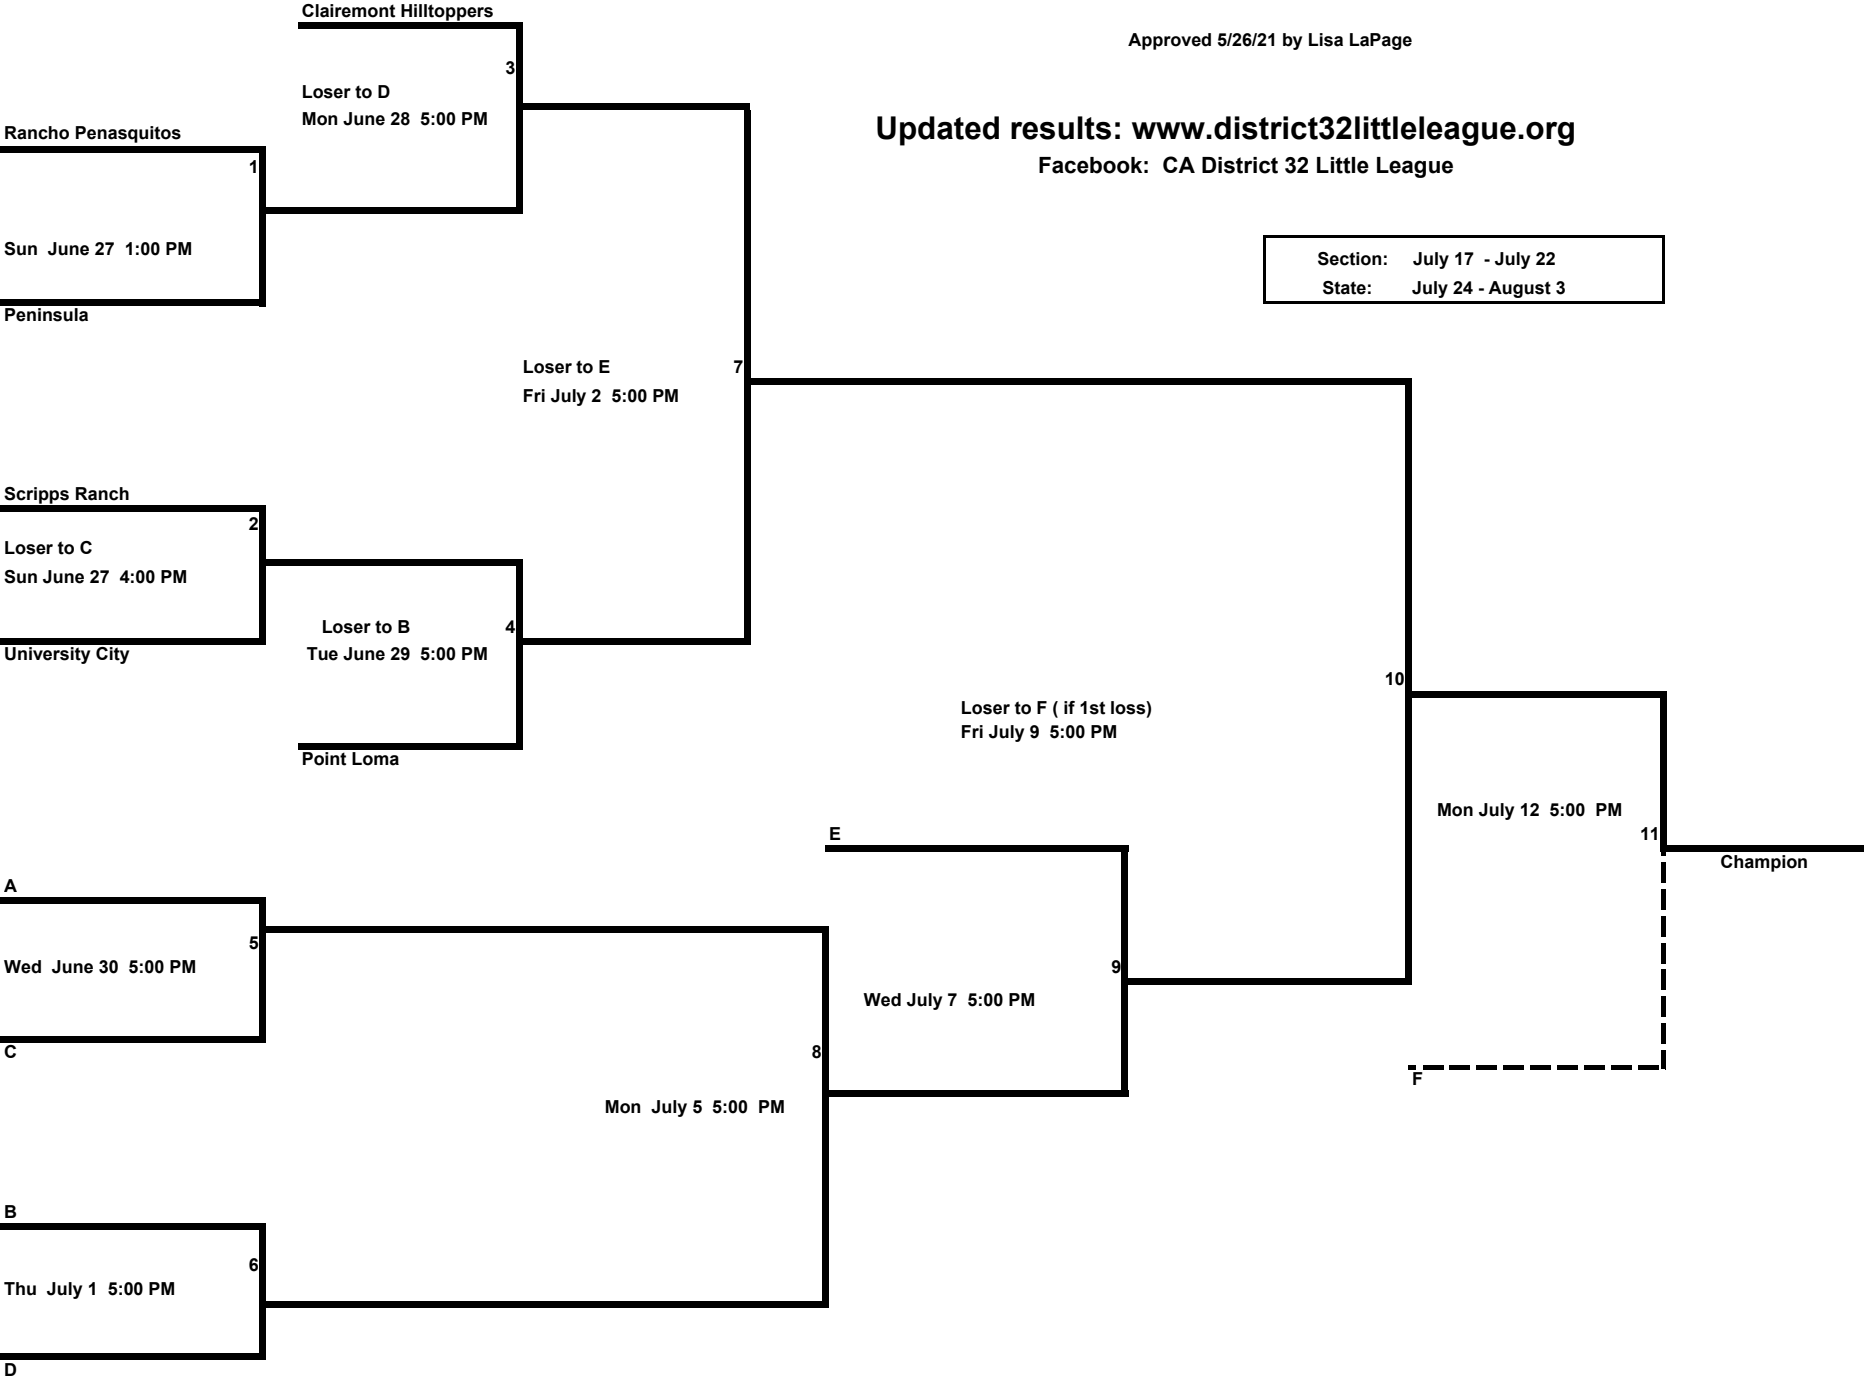 Clairemont Hilltoppers
Approved 5/26/21 by Lisa LaPage
3
Loser to D
Mon June 28 5:00 PM
Updated results: www.district32littleleague.org
Facebook: CA District 32 Little League
Rancho Penasquitos
1
Sun June 27 1:00 PM
Peninsula
Section: July 17 - July 22
State: July 24 - August 3
Loser to E
7
Fri July 2 5:00 PM
Scripps Ranch
2
Loser to C
Sun June 27 4:00 PM
University City
Loser to B
4
Tue June 29 5:00 PM
Point Loma
10
Loser to F ( if 1st loss)
Fri July 9 5:00 PM
Mon July 12 5:00 PM
11
Champion
E
A
5
Wed June 30 5:00 PM
C
9
Wed July 7 5:00 PM
8
Mon July 5 5:00 PM
F
B
6
Thu July 1 5:00 PM
D